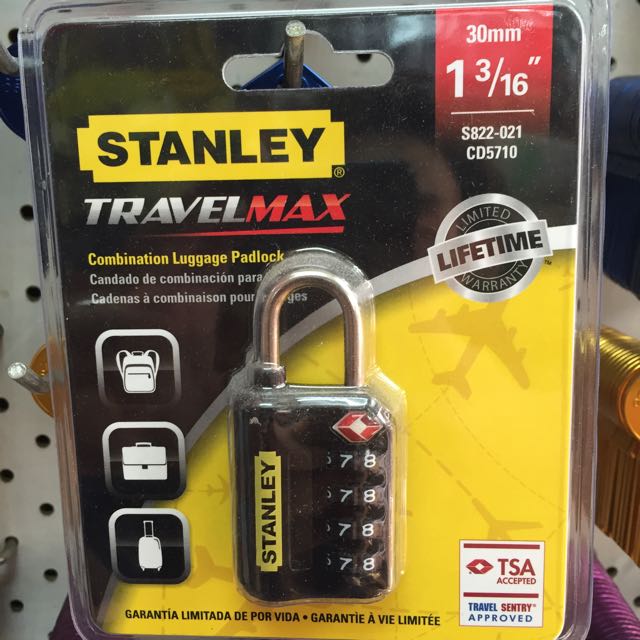 30mm
1 3/16"
S822-021
CD5710
STANLEY®
TRAVELMAX
LIMITED
LIFETIME™
WARRANTY
Combination Luggage Padlock
Candado de combinación para
Cadenas à combinaison pour
STANLEY
7 8
7 8
7 8
7 8
TSA
ACCEPTED
TRAVEL SENTRY®
APPROVED
GARANTÍA LIMITADA DE POR VIDA • GARANTIE À VIE LIMITÉE